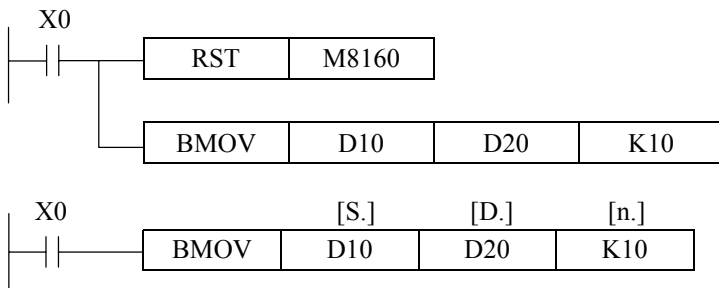 X0
RST M8160
BMOV D10 D20 K10
X0 [S.] [D.] [n.]
BMOV D10 D20 K10